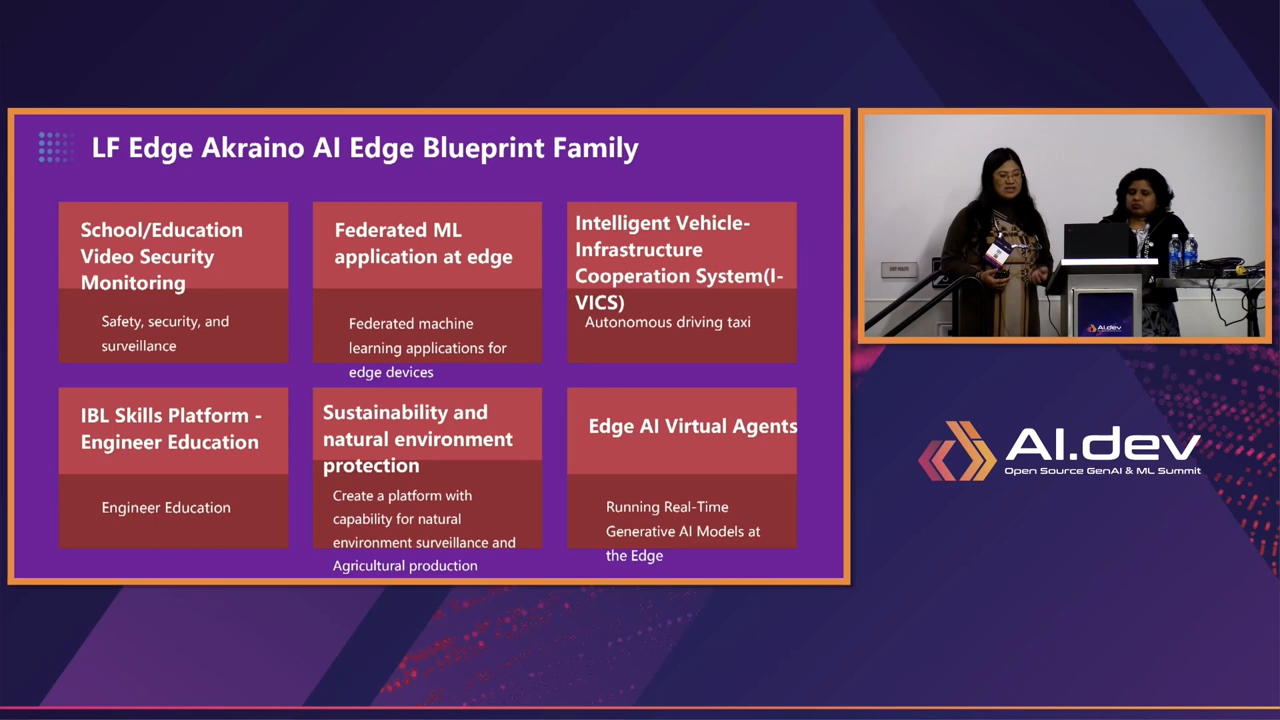 LF Edge Akraino AI Edge Blueprint Family
School/Education
Video Security
Monitoring
Safety, security, and
surveillance
Federated ML
application at edge
Federated machine
learning applications for
edge devices
Intelligent Vehicle-
Infrastructure
Cooperation System(I-
VICS)
Autonomous driving taxi
IBL Skills Platform -
Engineer Education
Engineer Education
Sustainability and
natural environment
protection
Create a platform with
capability for natural
environment surveillance and
Agricultural production
Edge AI Virtual Agents
Running Real-Time
Generative AI Models at
the Edge
AI.dev
AI.dev
Open Source GenAI & ML Summit